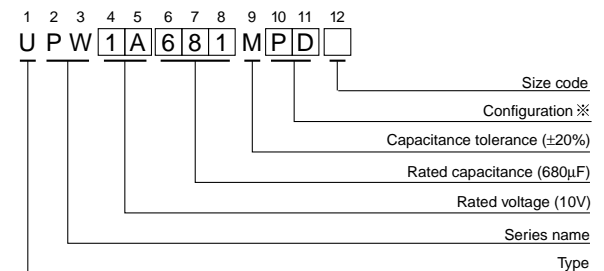 1 2 3 4 5 6 7 8 9 10 11 12
U P W 1 A 6 8 1 M P D
Size code
Configuration ※
Capacitance tolerance (±20%)
Rated capacitance (680µF)
Rated voltage (10V)
Series name
Type